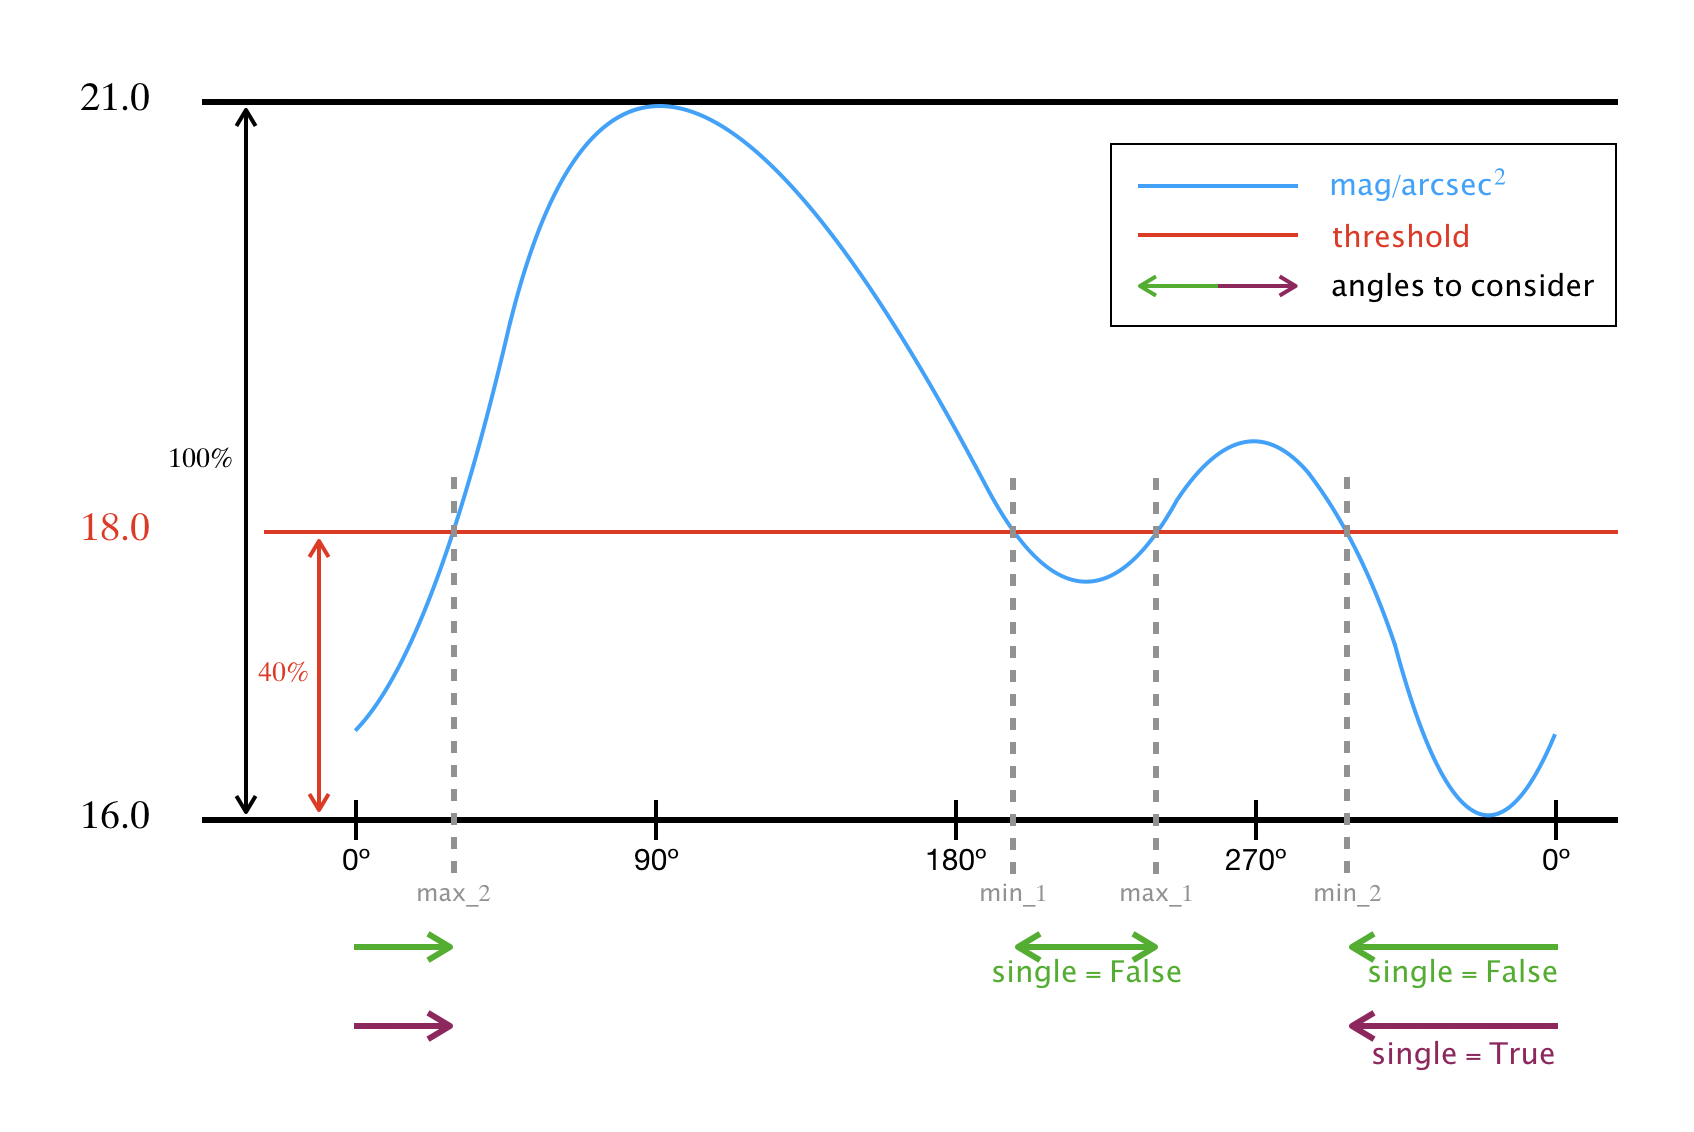 21.0
mag/arcsec²
threshold
angles to consider
100%
18.0
40%
16.0
0º 90º 180º 270º 0º
max_2 min_1 max_1 min_2
single = False single = False
single = True